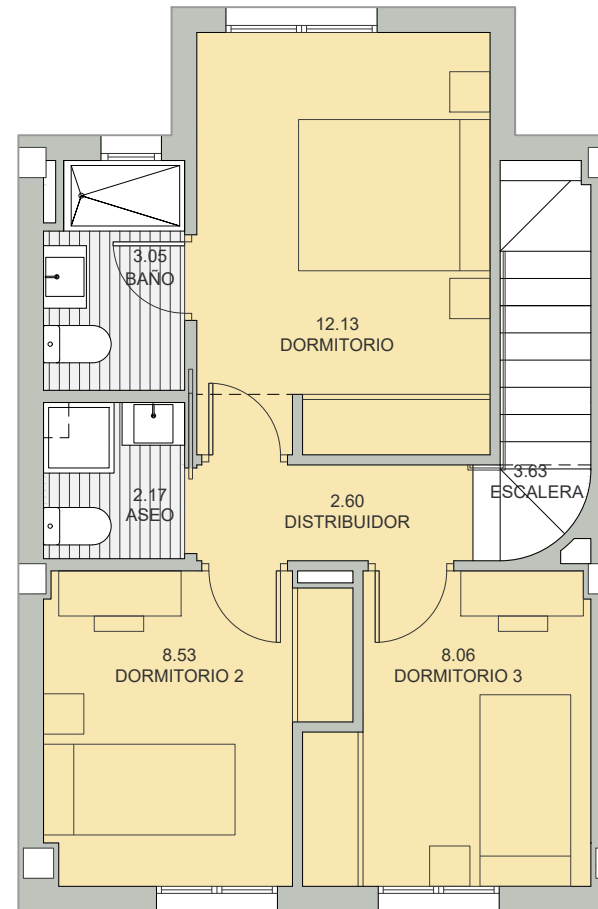 3.05
BAÑO
12.13
DORMITORIO
3.63
ESCALERA
2.17
ASEO
2.60
DISTRIBUIDOR
8.53
DORMITORIO 2
8.06
DORMITORIO 3